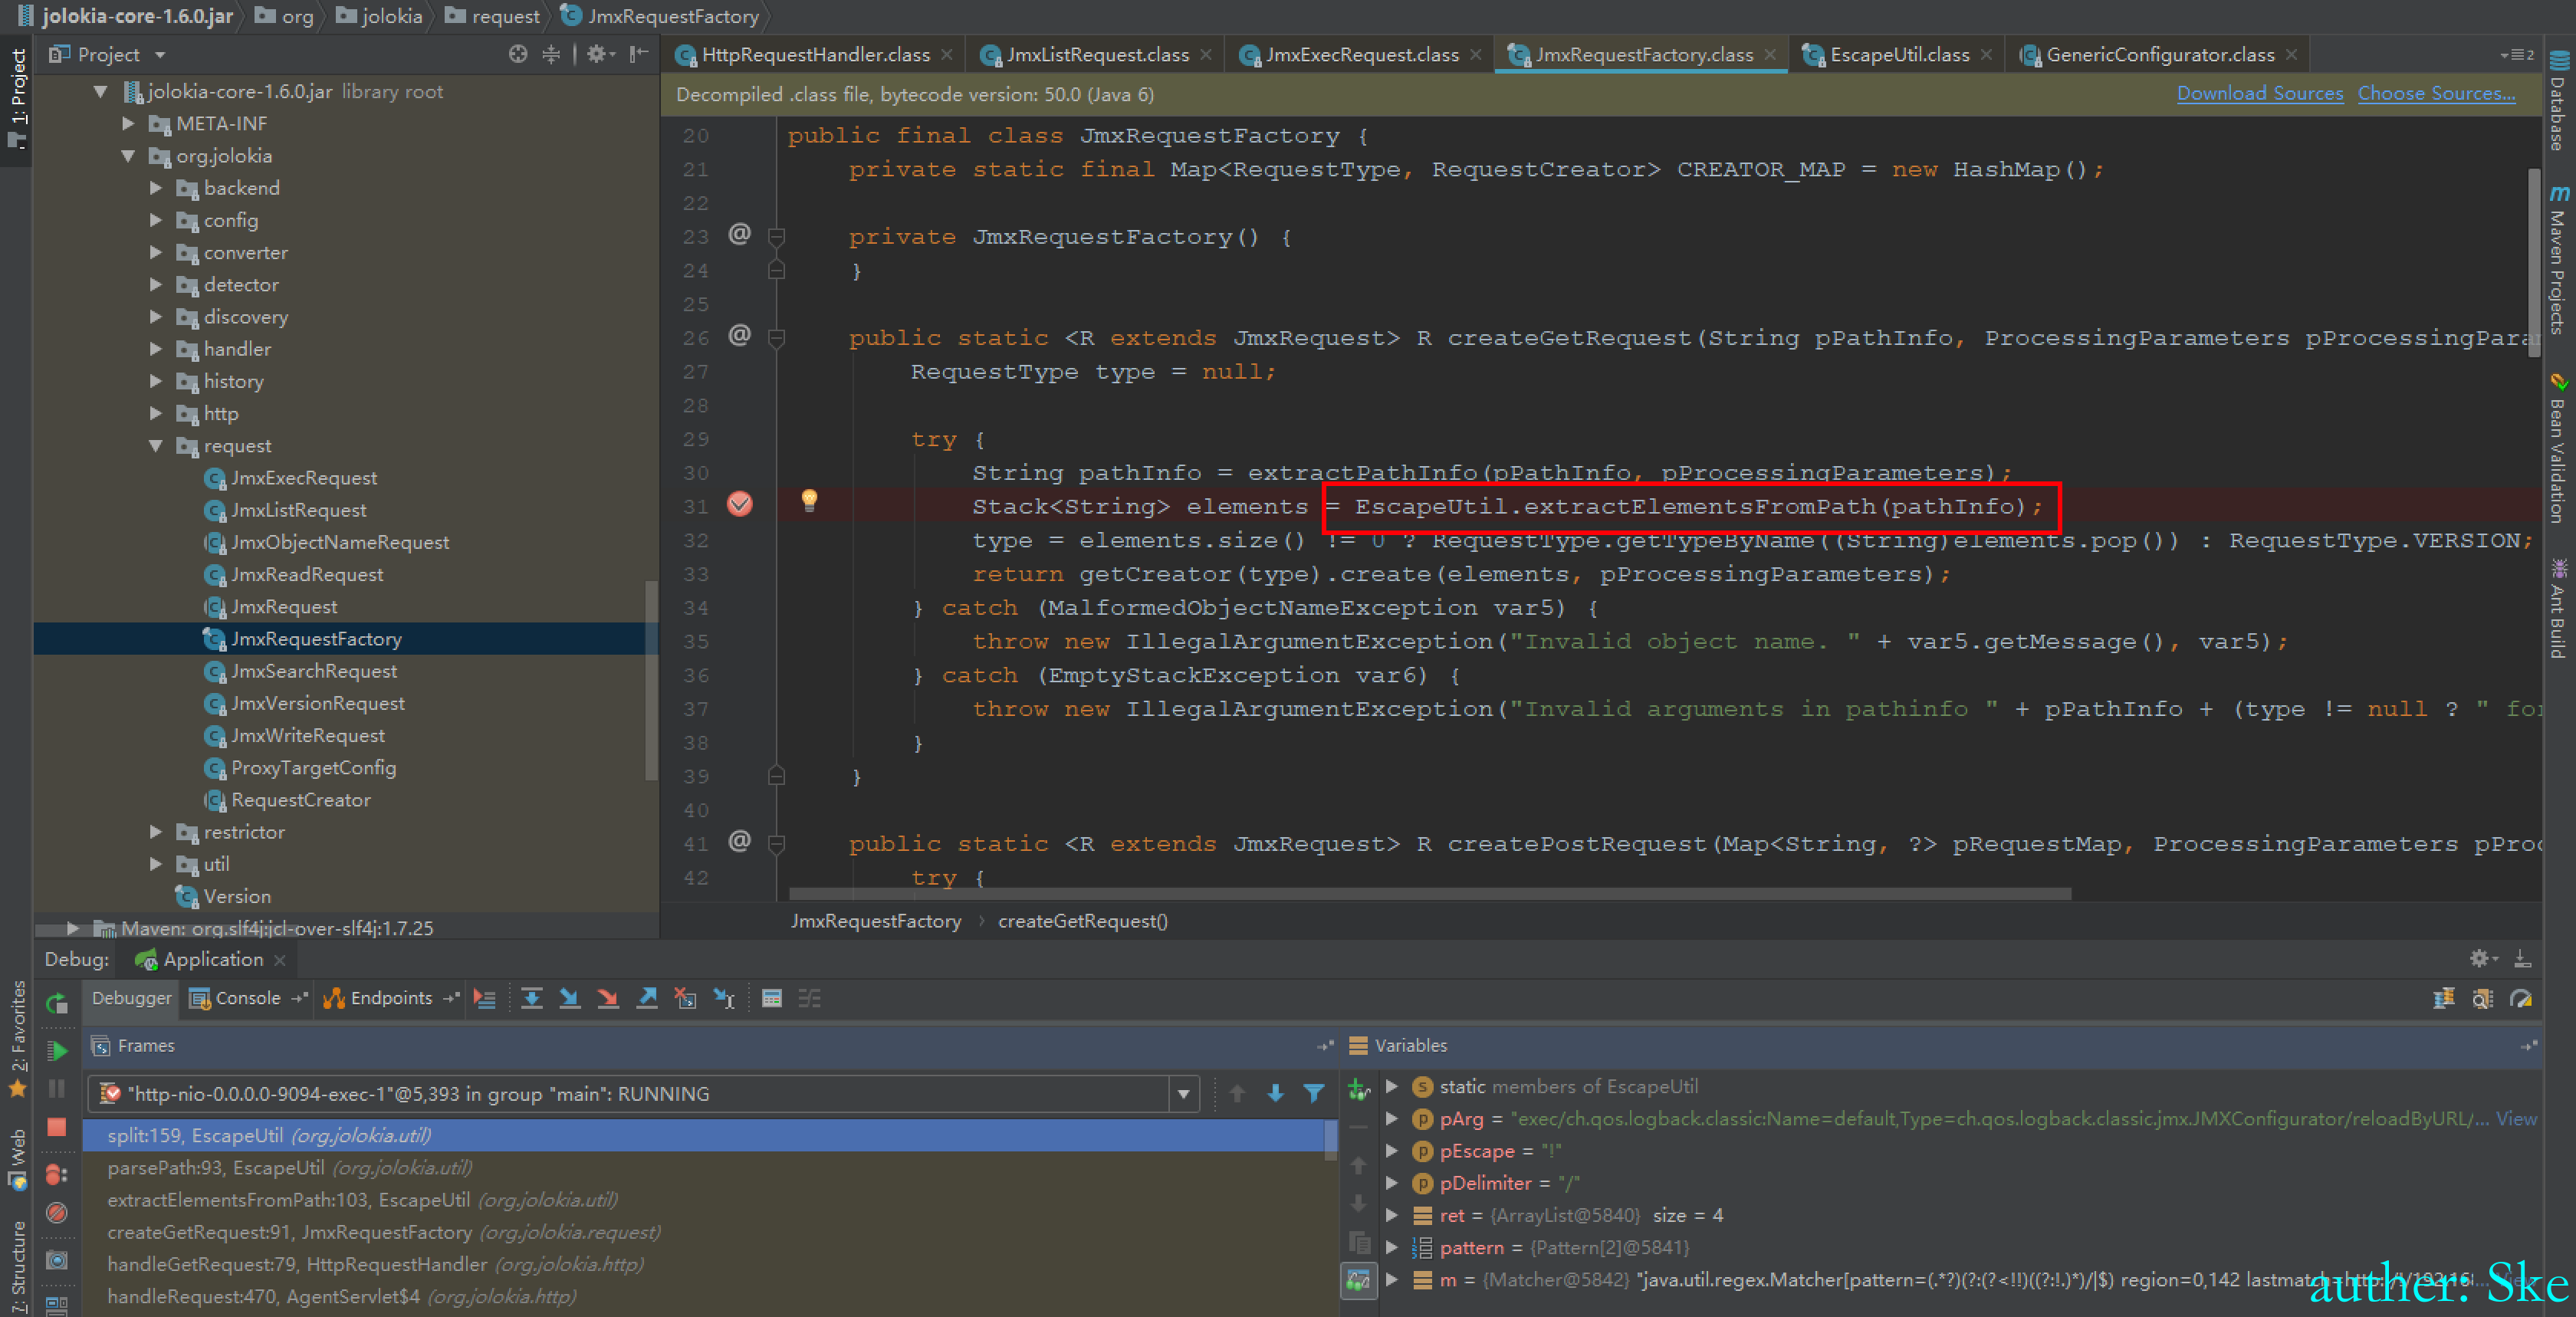 jolokia-core-1.6.0.jar org jolokia request JmxRequestFactory
1: Project
Project
HttpRequestHandler.class JmxListRequest.class JmxExecRequest.class JmxRequestFactory.class EscapeUtil.class GenericConfigurator.class 2
Decompiled .class file, bytecode version: 50.0 (Java 6) Download Sources Choose Sources...
jolokia-core-1.6.0.jar library root
META-INF
org.jolokia
backend
config
converter
detector
discovery
handler
history
http
request
JmxExecRequest
JmxListRequest
JmxObjectNameRequest
JmxReadRequest
JmxRequest
JmxRequestFactory
JmxSearchRequest
JmxVersionRequest
JmxWriteRequest
ProxyTargetConfig
RequestCreator
restrictor
util
Version
Maven: org.slf4j:jcl-over-slf4j:1.7.25
20 public final class JmxRequestFactory {
21 private static final Map<RequestType, RequestCreator> CREATOR_MAP = new HashMap();
22
23 @ private JmxRequestFactory() {
24 }
25
26 @ public static <R extends JmxRequest> R createGetRequest(String pPathInfo, ProcessingParameters pProcessingPara
27 RequestType type = null;
28
29 try {
30 String pathInfo = extractPathInfo(pPathInfo, pProcessingParameters);
31 Stack<String> elements = EscapeUtil.extractElementsFromPath(pathInfo);
32 type = elements.size() != 0 ? RequestType.getTypeByName((String)elements.pop()) : RequestType.VERSION;
33 return getCreator(type).create(elements, pProcessingParameters);
34 } catch (MalformedObjectNameException var5) {
35 throw new IllegalArgumentException("Invalid object name. " + var5.getMessage(), var5);
36 } catch (EmptyStackException var6) {
37 throw new IllegalArgumentException("Invalid arguments in pathinfo " + pPathInfo + (type != null ? " for
38 }
39 }
40
41 @ public static <R extends JmxRequest> R createPostRequest(Map<String, ?> pRequestMap, ProcessingParameters pProc
42 try {
JmxRequestFactory createGetRequest()
Database
Maven Projects
Bean Validation
Ant Build
Debug: Application
2: Favorites
Web
7: Structure
Debugger Console Endpoints
Frames
"http-nio-0.0.0.0-9094-exec-1"@5,393 in group "main": RUNNING
split:159, EscapeUtil (org.jolokia.util)
parsePath:93, EscapeUtil (org.jolokia.util)
extractElementsFromPath:103, EscapeUtil (org.jolokia.util)
createGetRequest:91, JmxRequestFactory (org.jolokia.request)
handleGetRequest:79, HttpRequestHandler (org.jolokia.http)
handleRequest:470, AgentServlet$4 (org.jolokia.http)
Variables
static members of EscapeUtil
pArg = "exec/ch.qos.logback.classic:Name=default,Type=ch.qos.logback.classic.jmx.JMXConfigurator/reloadByURL/... View
pEscape = "!"
pDelimiter = "/"
ret = {ArrayList@5840} size = 4
pattern = {Pattern[2]@5841}
m = {Matcher@5842} "java.util.regex.Matcher[pattern=(.*?)(?:(?<!!)((?:!.)*)/|$) region=0,142 lastmatch=http:
auther: Ske